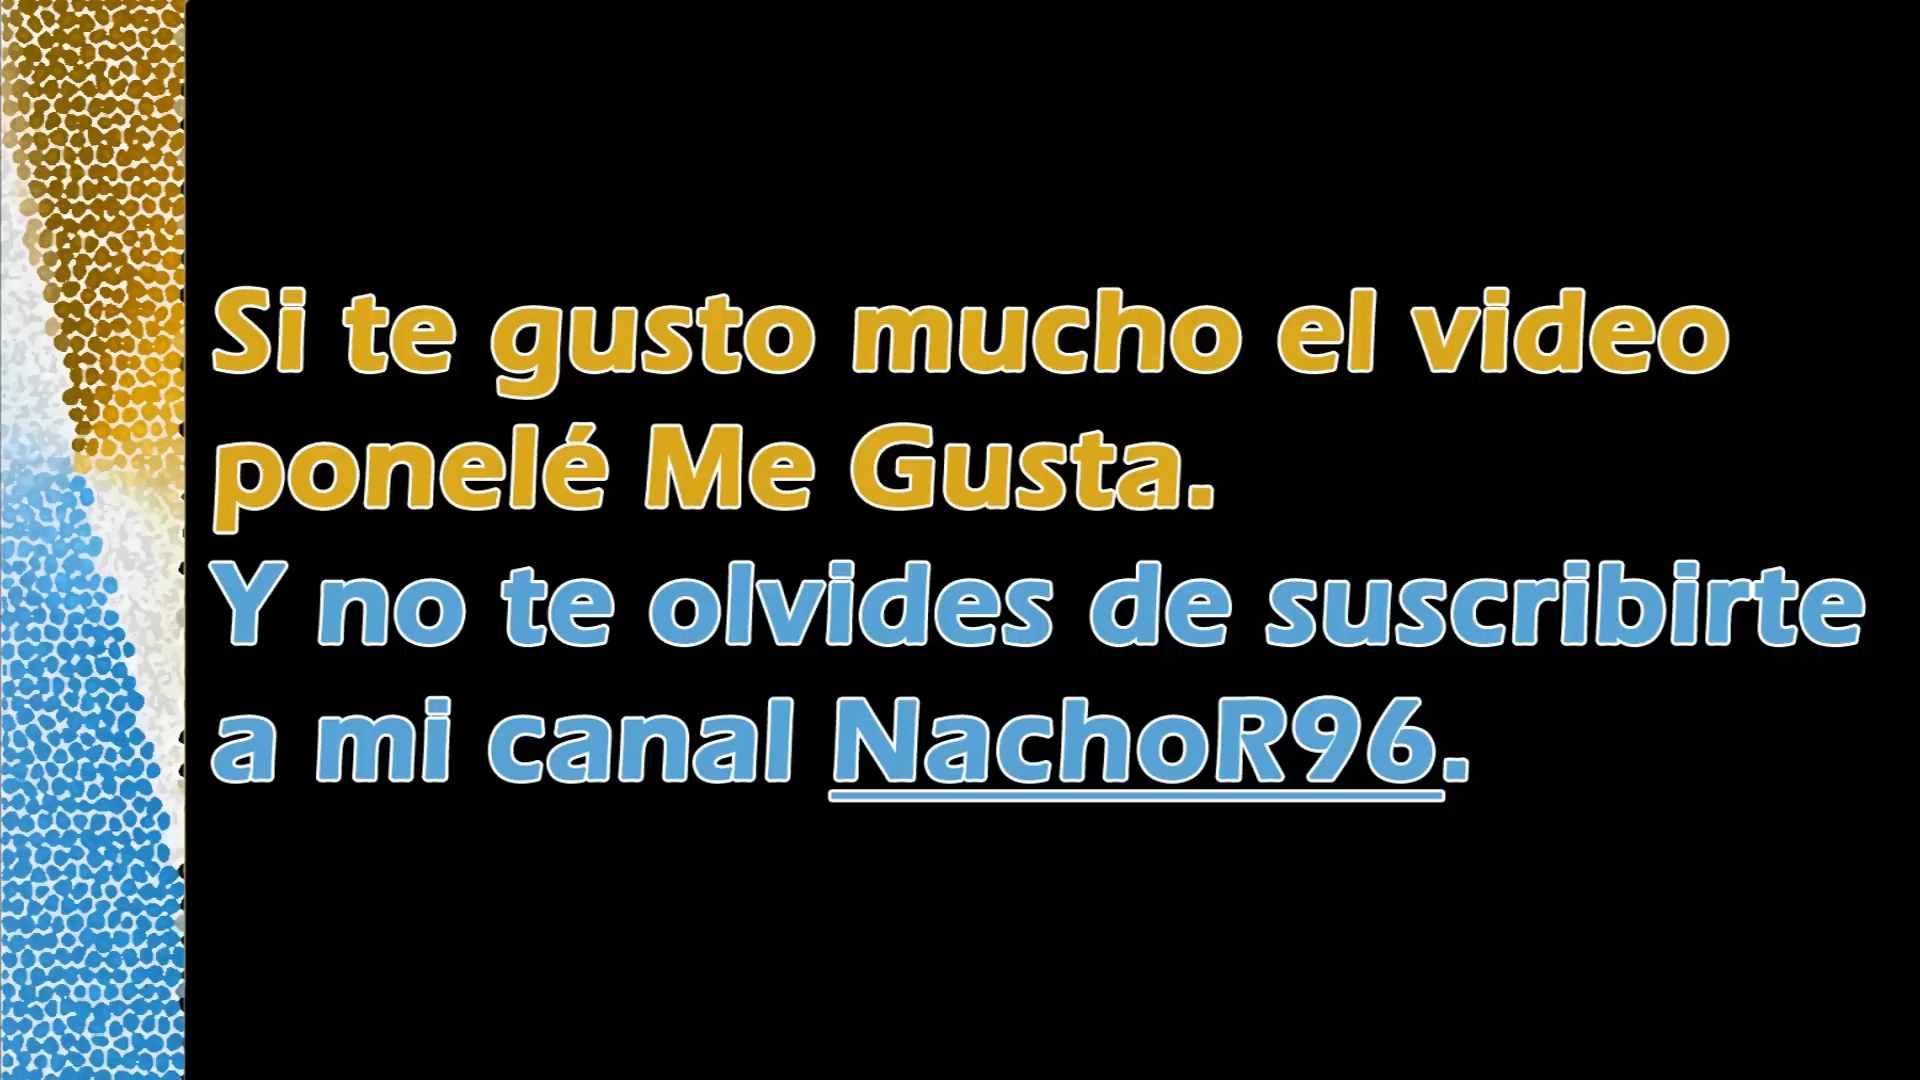 Si te gusto mucho el video
ponelé Me Gusta.
Y no te olvides de suscribirte
a mi canal NachoR96.